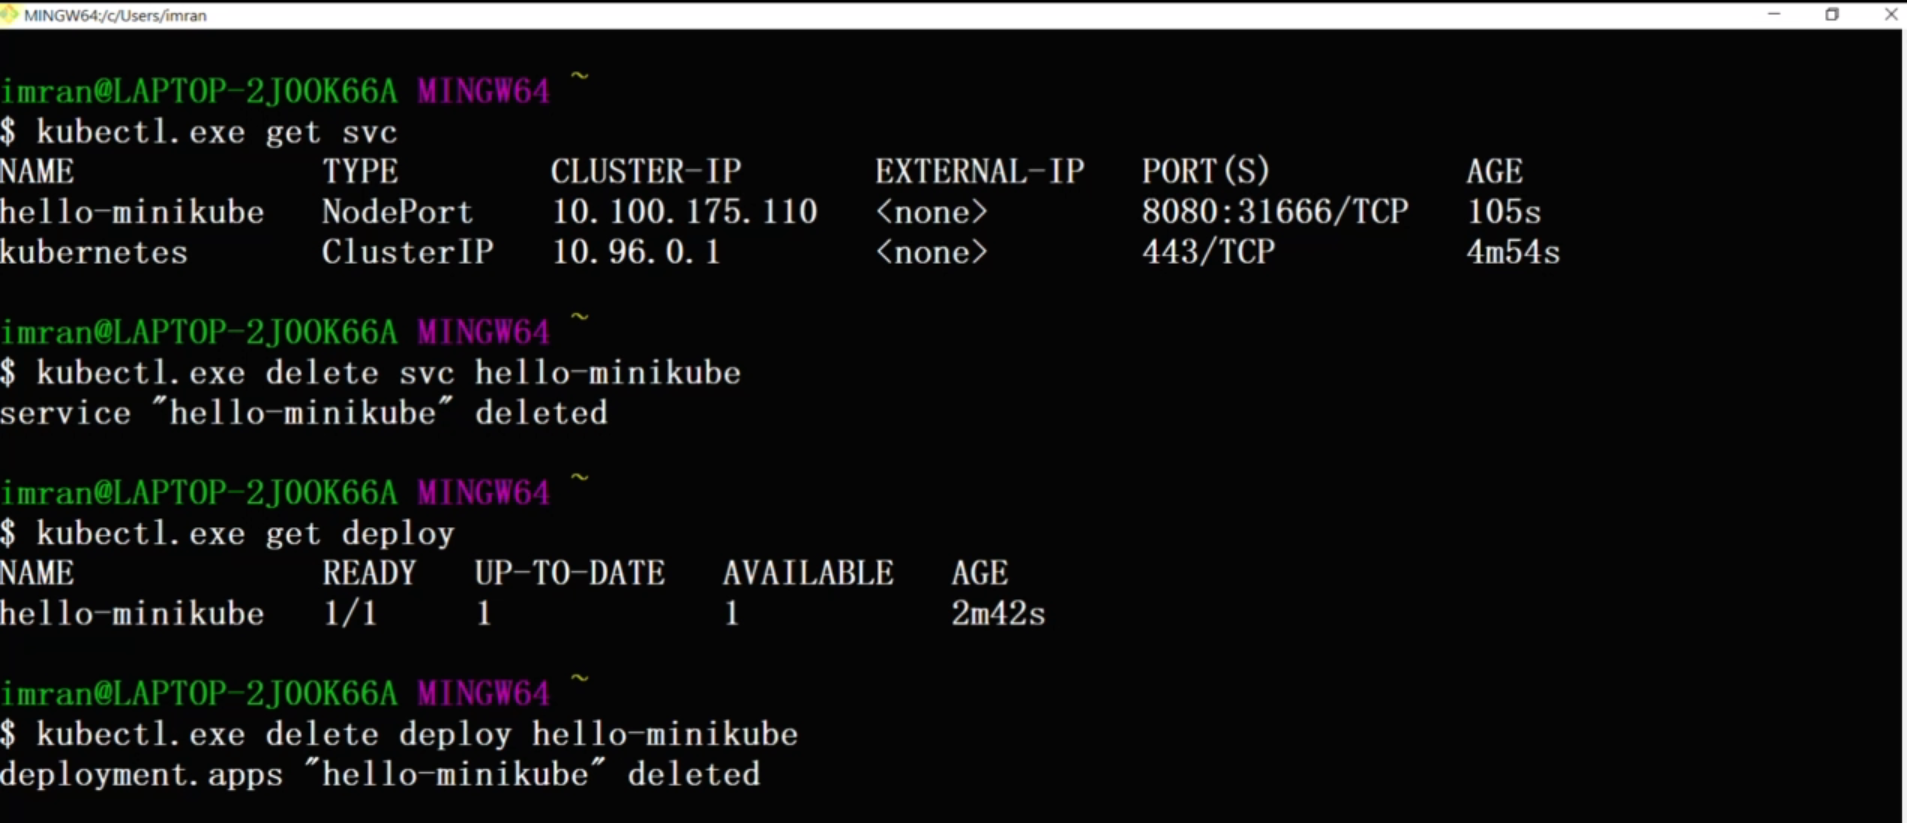 MINGW64:/c/Users/imran
imran@LAPTOP-2JOOK66A MINGW64 ~
$ kubectl.exe get svc
NAME TYPE CLUSTER-IP EXTERNAL-IP PORT(S) AGE
hello-minikube NodePort 10.100.175.110 <none> 8080:31666/TCP 105s
kubernetes ClusterIP 10.96.0.1 <none> 443/TCP 4m54s
imran@LAPTOP-2JOOK66A MINGW64 ~
$ kubectl.exe delete svc hello-minikube
service "hello-minikube" deleted
imran@LAPTOP-2JOOK66A MINGW64 ~
$ kubectl.exe get deploy
NAME READY UP-TO-DATE AVAILABLE AGE
hello-minikube 1/1 1 1 2m42s
imran@LAPTOP-2JOOK66A MINGW64 ~
$ kubectl.exe delete deploy hello-minikube
deployment.apps "hello-minikube" deleted